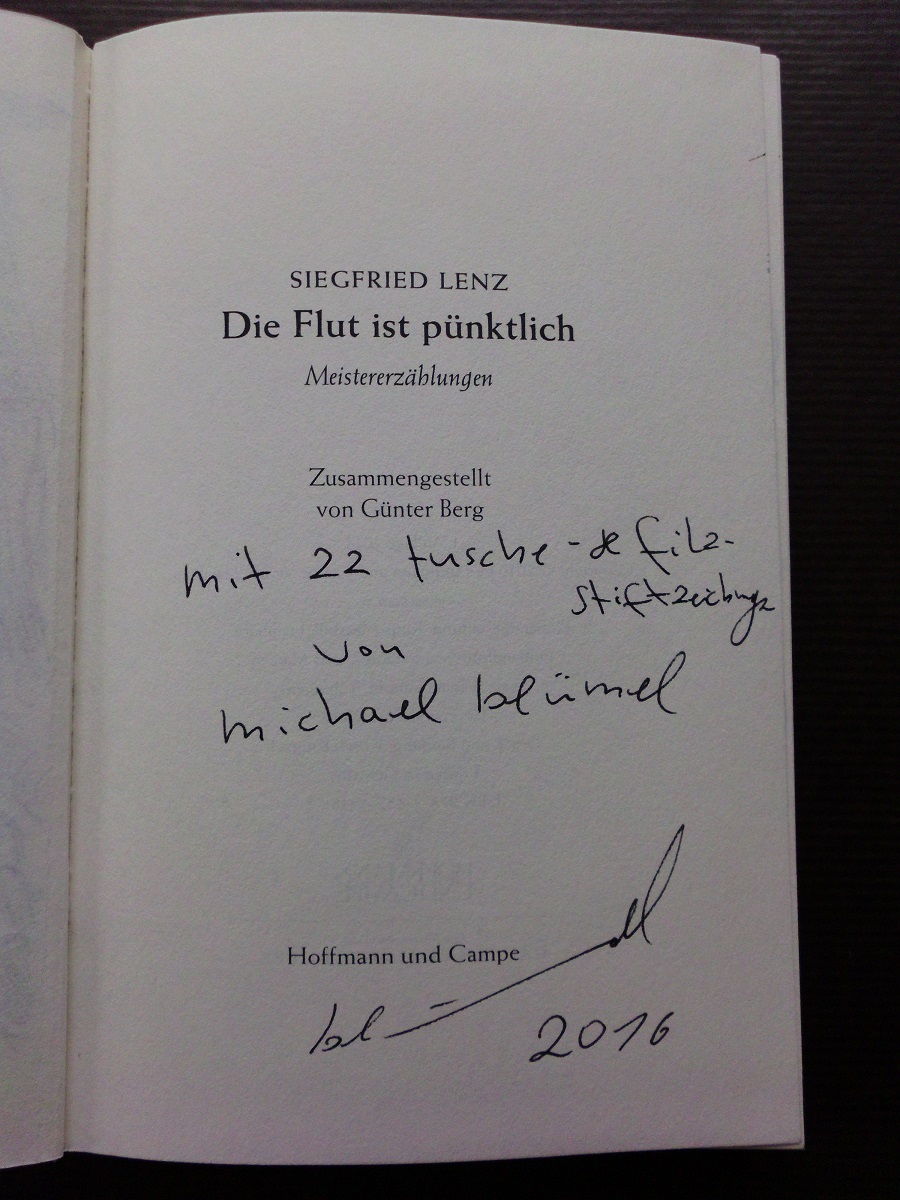 SIEGFRIED LENZ
Die Flut ist pünktlich
Meistererzählungen
Zusammengestellt
von Günter Berg
mit 22 tusche - & filz-
stiftzeichnungen
von
michael blümel
Hoffmann und Campe
2016